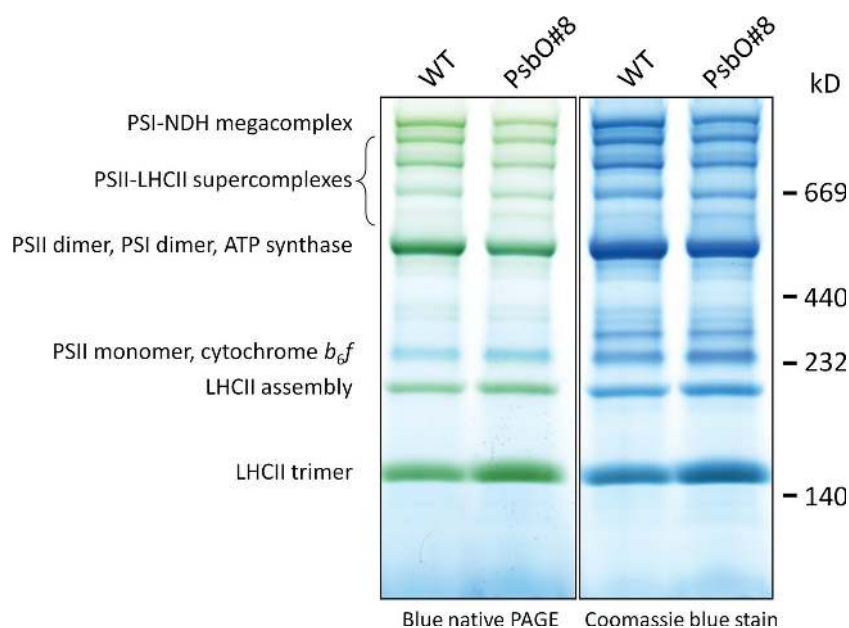 WT PsbO#8 WT PsbO#8
kD
PSI-NDH megacomplex
PSII-LHCII supercomplexes
669
PSII dimer, PSI dimer, ATP synthase
440
PSII monomer, cytochrome b₆f
232
LHCII assembly
LHCII trimer
140
Blue native PAGE Coomassie blue stain